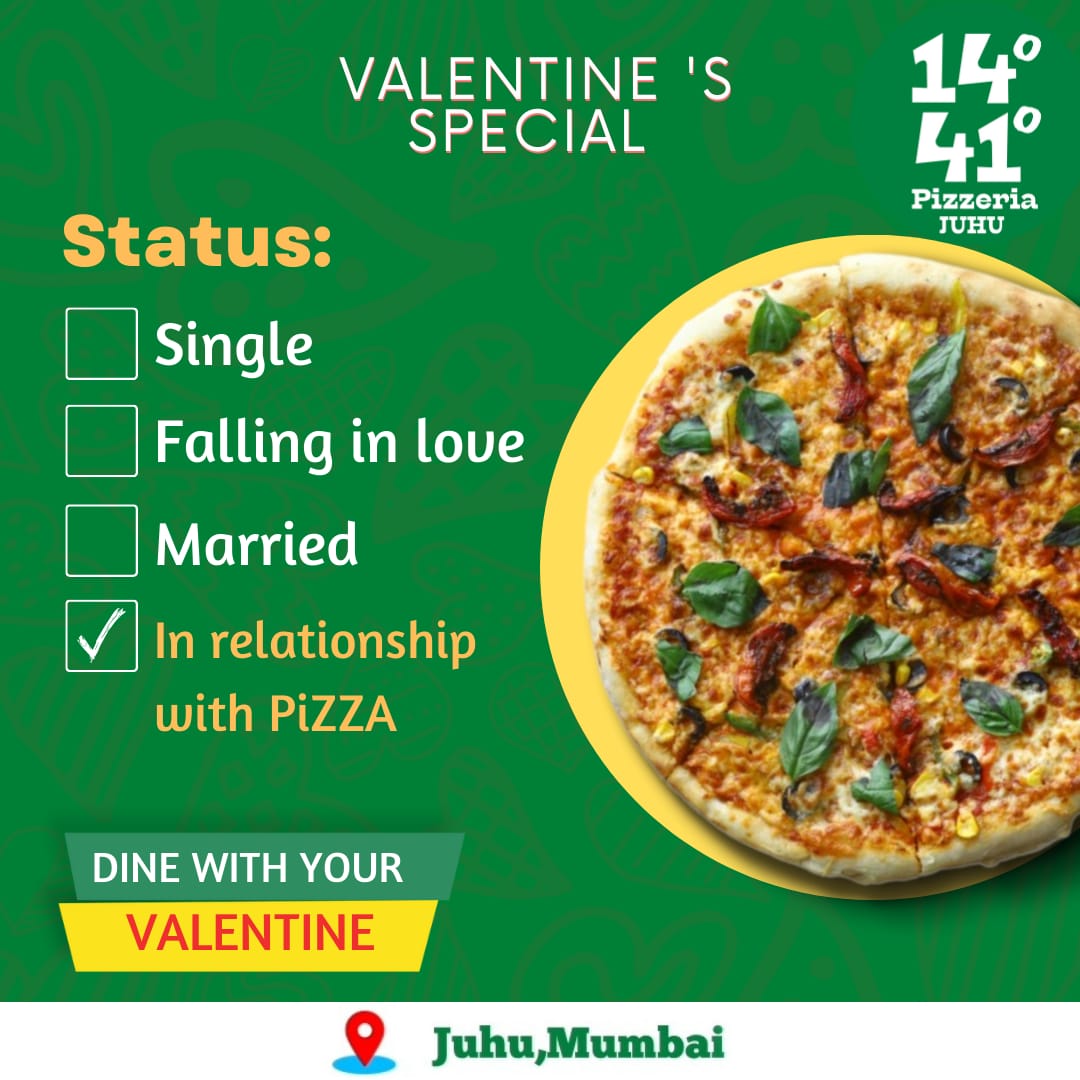 VALENTINE 'S
SPECIAL
14°
41°
Pizzeria
JUHU
Status:
Single
Falling in love
Married
In relationship
with PiZZA
DINE WITH YOUR
VALENTINE
Juhu,Mumbai